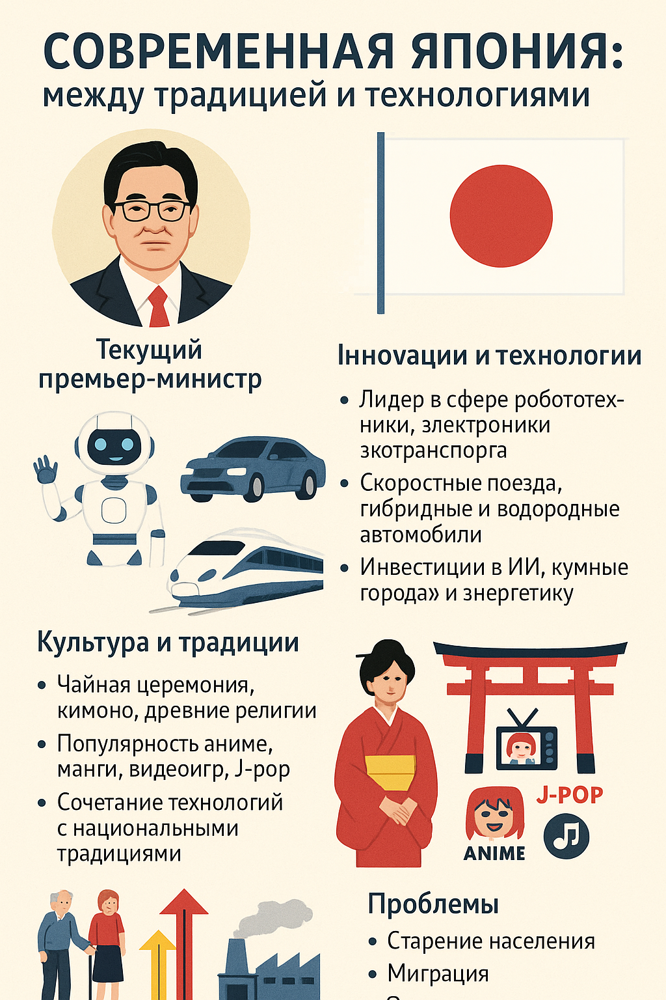 СОВРЕМЕННАЯ ЯПОНИЯ:
между традицией и технологиями
Текущий
премьер-министр
Інноvации и технологии
• Лидер в сфере робототех-
ники, злектроники
зкотранспорга
• Скоростные поезда,
гибридные и водородные
автомобили
• Инвестиции в ИИ, кумные
города» и знергетику
Культура и традиции
• Чайная церемония,
кимоно, древние религии
• Популярность аниме,
манги, видеоигр, J-pop
• Сочетание технологий
с национальными
традициями
J-POP
ANIME
Проблемы
• Старение населения
• Миграция